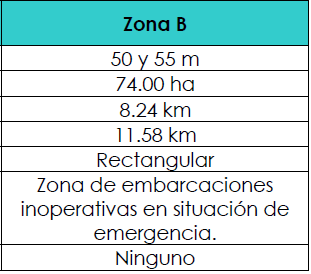 Zona B
50 y 55 m
74.00 ha
8.24 km
11.58 km
Rectangular
Zona de embarcaciones
inoperativas en situación de
emergencia.
Ninguno